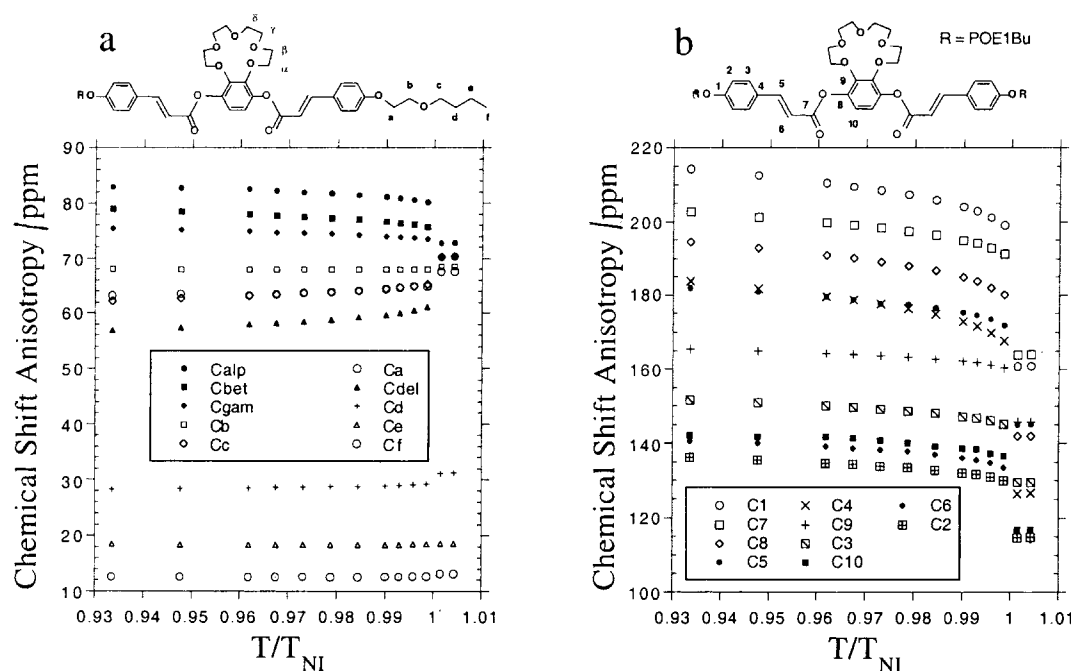 a
δ
γ
β
α
RO
O
O
O
O
O
O
O
O
O
O
O
b
c
e
a
d
f
90
80
70
60
50
40
30
20
10
Chemical Shift Anisotropy /ppm
Calp
Cbet
Cgam
Cb
Cc
Ca
Cdel
Cd
Ce
Cf
0.93 0.94 0.95 0.96 0.97 0.98 0.99 1 1.01
T/T_NI
b
R = POE1Bu
2 3
1
4
5
6
7
8
9
10
O
O
O
O
O
O
O
O
O
OR
220
200
180
160
140
120
100
Chemical Shift Anisotropy /ppm
C1
C7
C8
C5
C4
C9
C3
C10
C6
C2
0.93 0.94 0.95 0.96 0.97 0.98 0.99 1 1.01
T/T_NI